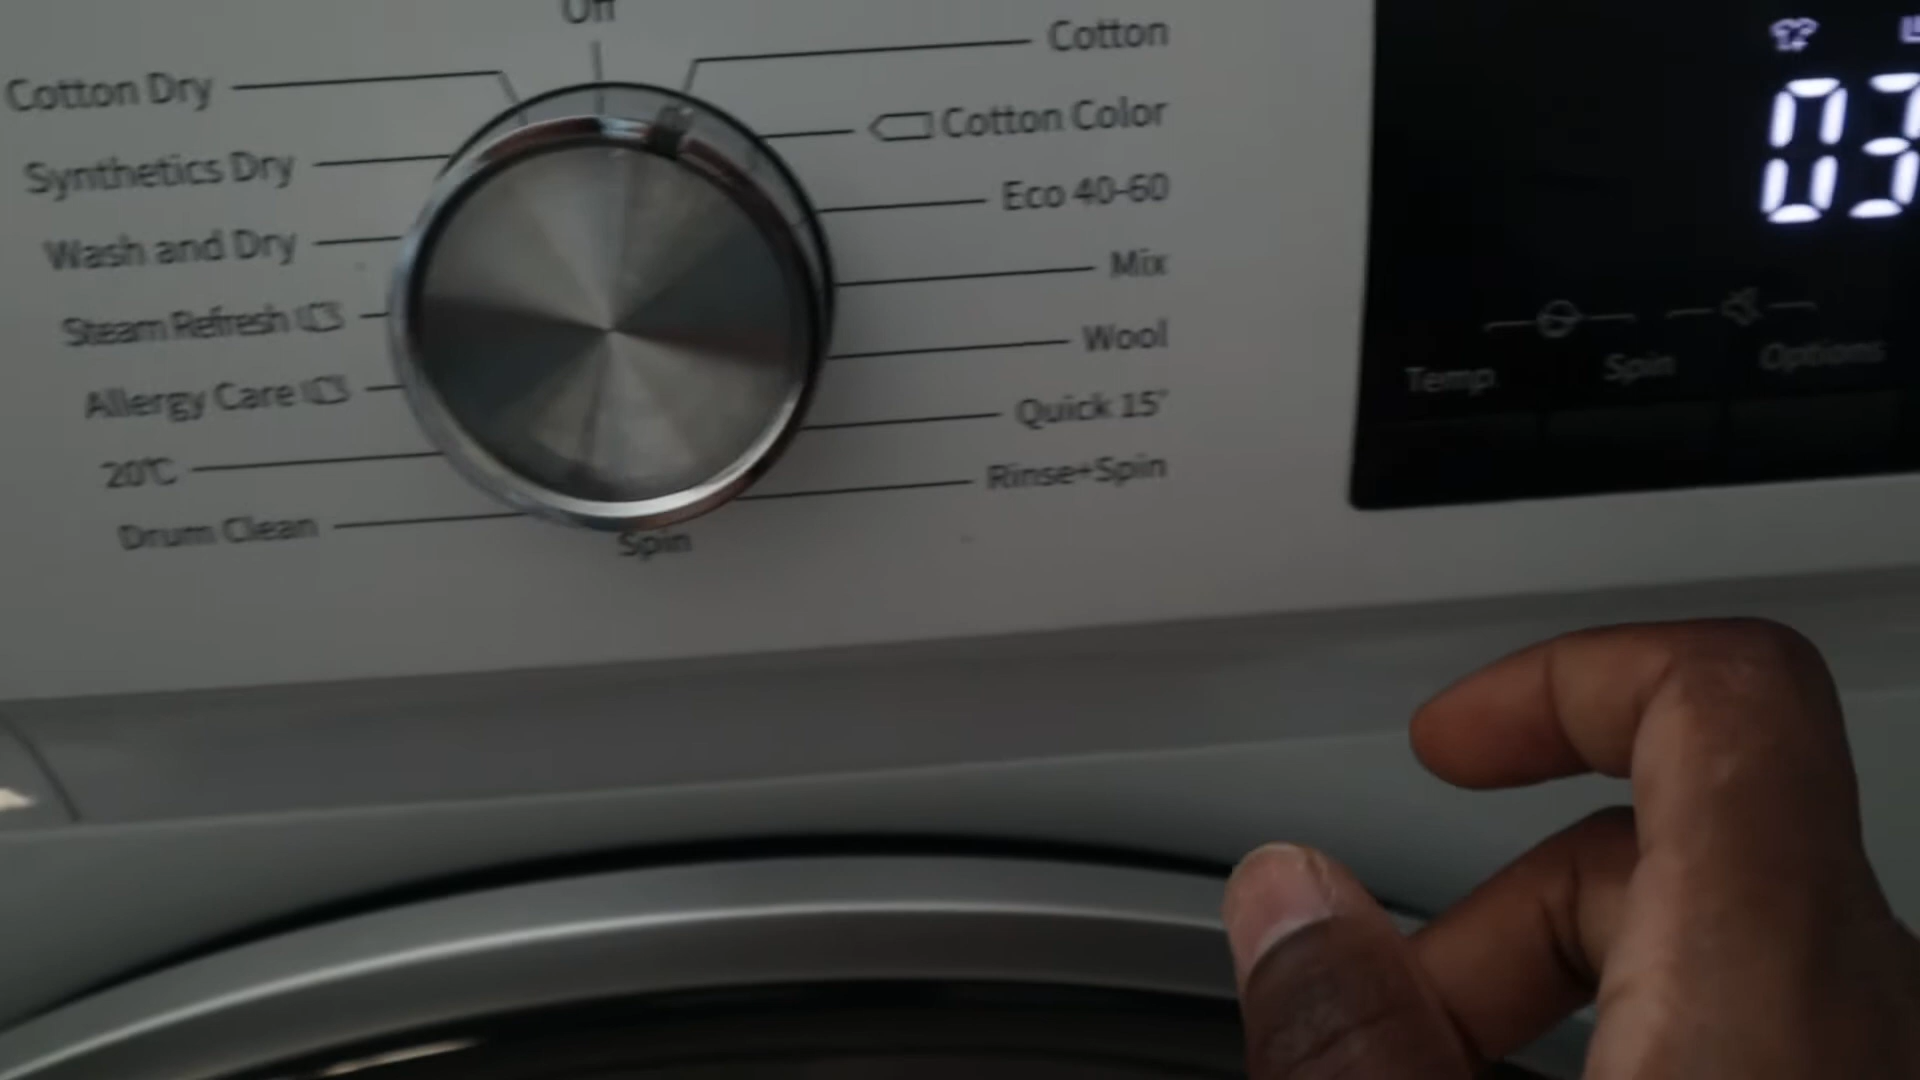 Off
Cotton Dry
Synthetics Dry
Wash and Dry
Steam Refresh
Allergy Care
20℃
Drum Clean
Spin
Cotton
Cotton Color
Eco 40-60
Mix
Wool
Quick 15'
Rinse+Spin
03
Temp.
Spin
Options